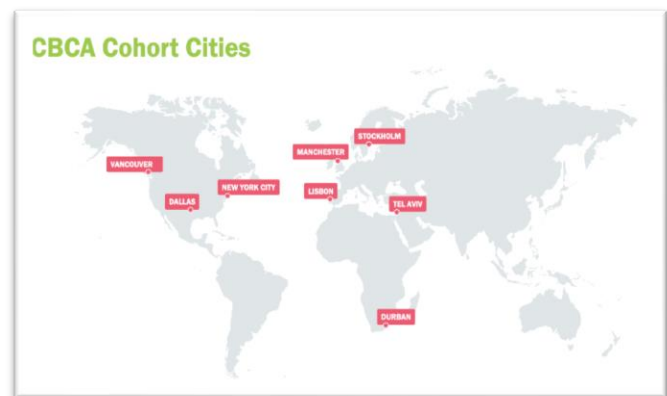 CBCA Cohort Cities
STOCKHOLM
MANCHESTER
VANCOUVER
NEW YORK CITY
LISBON
DALLAS
TEL AVIV
DURBAN